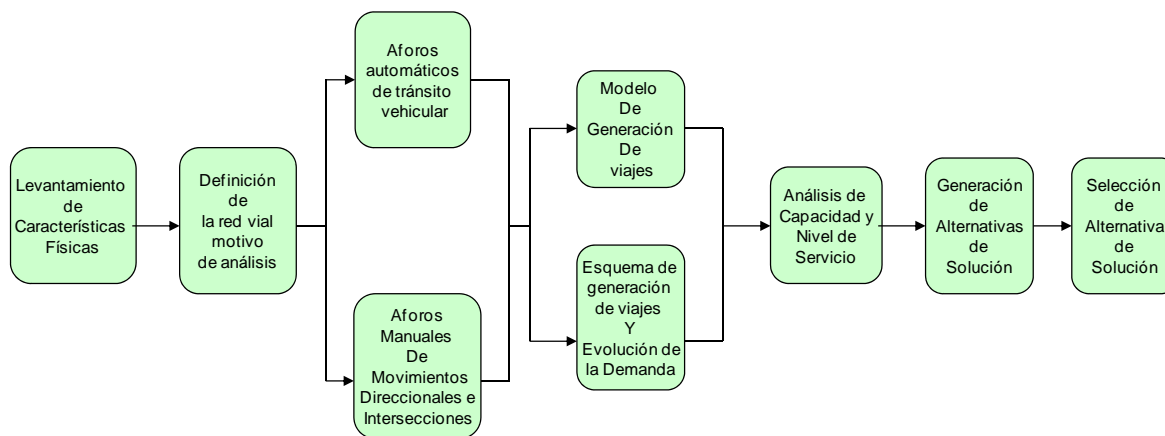 Levantamiento
de
Características
Físicas
Definición
de
la red vial
motivo
de análisis
Aforos
automáticos
de tránsito
vehicular
Aforos
Manuales
De
Movimientos
Direccionales e
Intersecciones
Modelo
De
Generación
De
viajes
Esquema de
generación
de viajes
Y
Evolución de
la Demanda
Análisis de
Capacidad y
Nivel de
Servicio
Generación
de
Alternativas
de
Solución
Selección
de
Alternativa
de
Solución